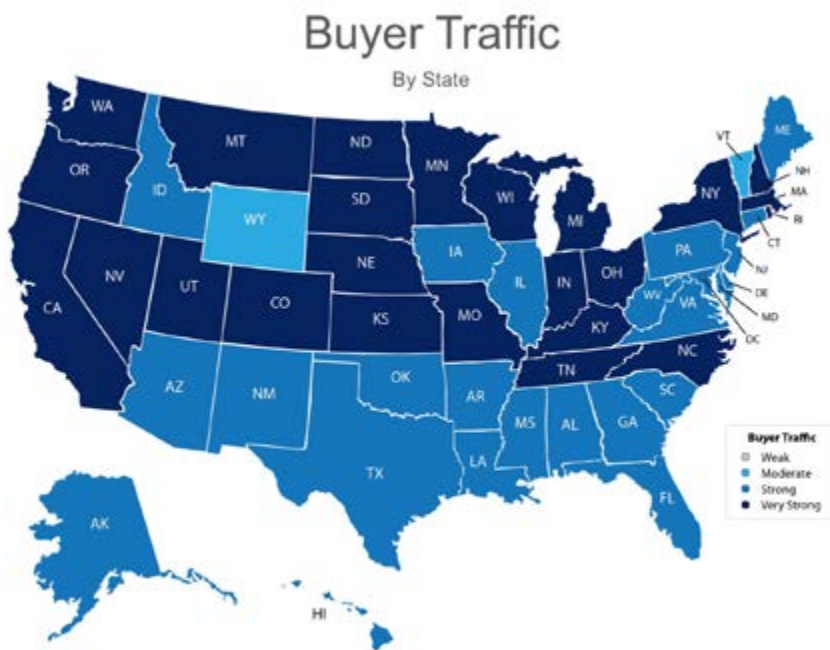 Buyer Traffic
By State
WA
MT
ND
MN
VT
ME
OR
ID
SD
WI
MI
NY
NH
MA
RI
WY
CT
NV
UT
CO
NE
IA
IL
IN
OH
PA
NJ
CA
KS
MO
KY
WV
VA
DE
MD
DC
AZ
NM
OK
AR
TN
NC
SC
MS
AL
GA
TX
LA
FL
AK
HI
Buyer Traffic
Weak
Moderate
Strong
Very Strong